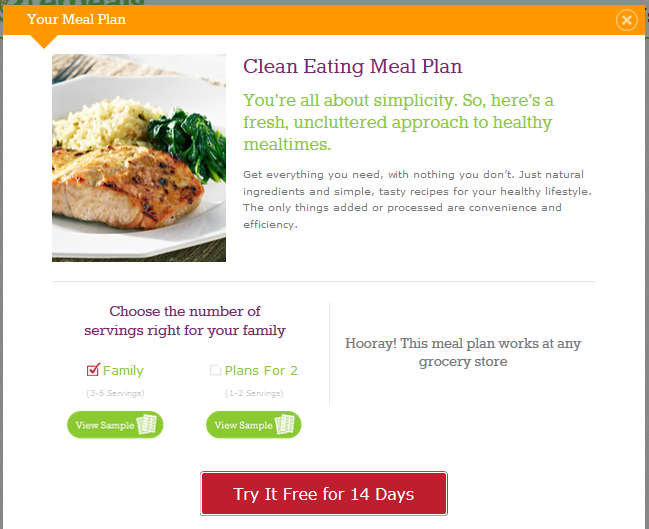 Your Meal Plan
Clean Eating Meal Plan
You're all about simplicity. So, here's a
fresh, uncluttered approach to healthy
mealtimes.
Get everything you need, with nothing you don't. Just natural
ingredients and simple, tasty recipes for your healthy lifestyle.
The only things added or processed are convenience and
efficiency.
Choose the number of
servings right for your family
Family
Plans For 2
(3-6 Servings)
(1-2 Servings)
View Sample
View Sample
Hooray! This meal plan works at any
grocery store
Try It Free for 14 Days